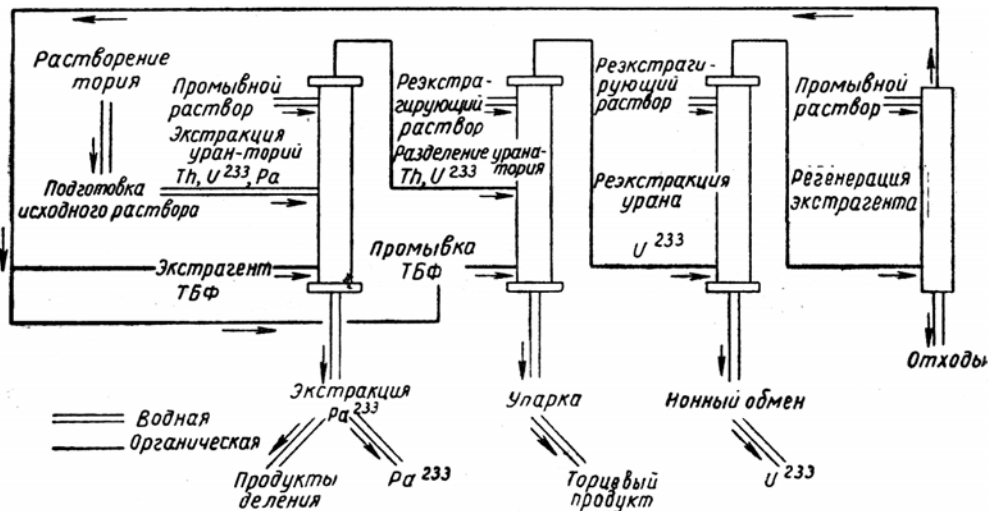 Растворение
тория
Промывной
раствор
Экстракция
уран-торий
Th, U²³³, Pa
Подготовка
исходного раствора
Экстрагент
ТБФ
Реэкстра-
гирующий
раствор
Разделение урана-
тория
Th, U²³³
Промывка
ТБФ
Реэкстраги-
рующий
раствор
Реэкстракция
урана
U²³³
Промывной
раствор
Регенерация
экстрагента
Отходы
Экстракция
Pa²³³
Упарка
Ионный обмен
Водная
Органическая
Продукты
деления
Pa²³³
Ториевый
продукт
U²³³